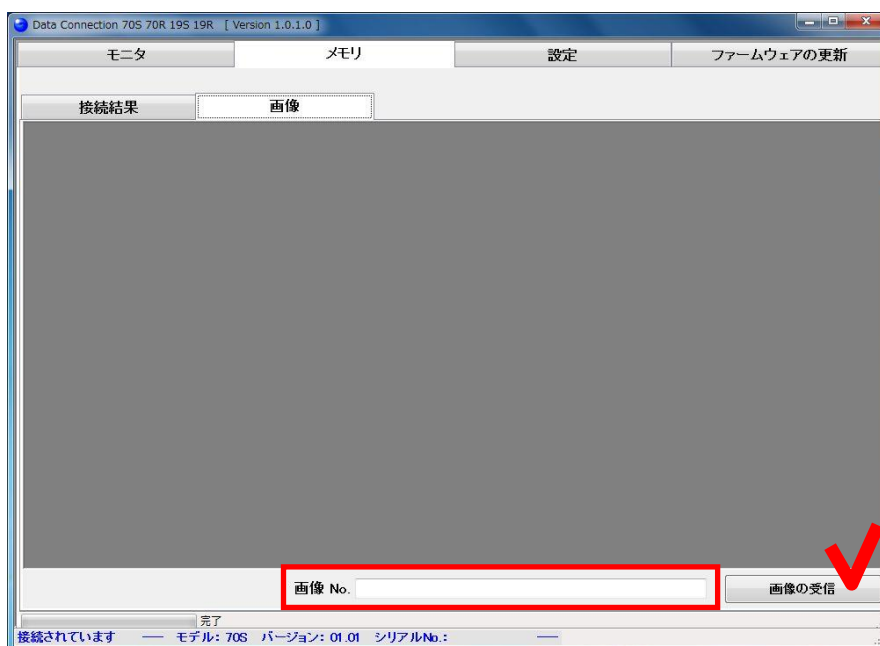 Data Connection 70S 70R 19S 19R [ Version 1.0.1.0 ]
モニタ メモリ 設定 ファームウェアの更新
接続結果 画像
画像 No. 画像の受信
完了
接続されています ── モデル: 70S バージョン: 01.01 シリアルNo.: ──